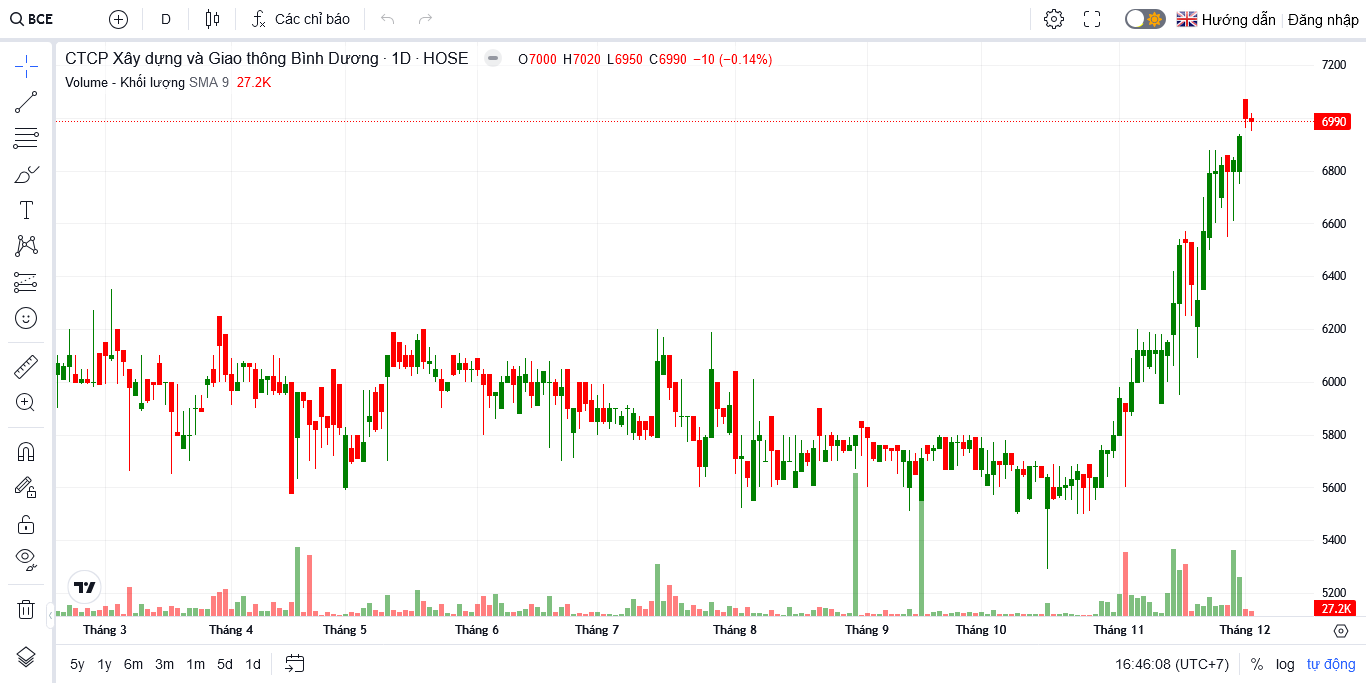 BCE D Các chỉ báo Hướng dẫn Đăng nhập
CTCP Xây dựng và Giao thông Bình Dương · 1D · HOSE O7000 H7020 L6950 C6990 −10 (−0.14%)
Volume - Khối lượng SMA 9 27.2K
7200
6990
6800
6600
6400
6200
6000
5800
5600
5400
5200
27.2K
Tháng 3 Tháng 4 Tháng 5 Tháng 6 Tháng 7 Tháng 8 Tháng 9 Tháng 10 Tháng 11 Tháng 12
5y 1y 6m 3m 1m 5d 1d 16:46:08 (UTC+7) % log tự động